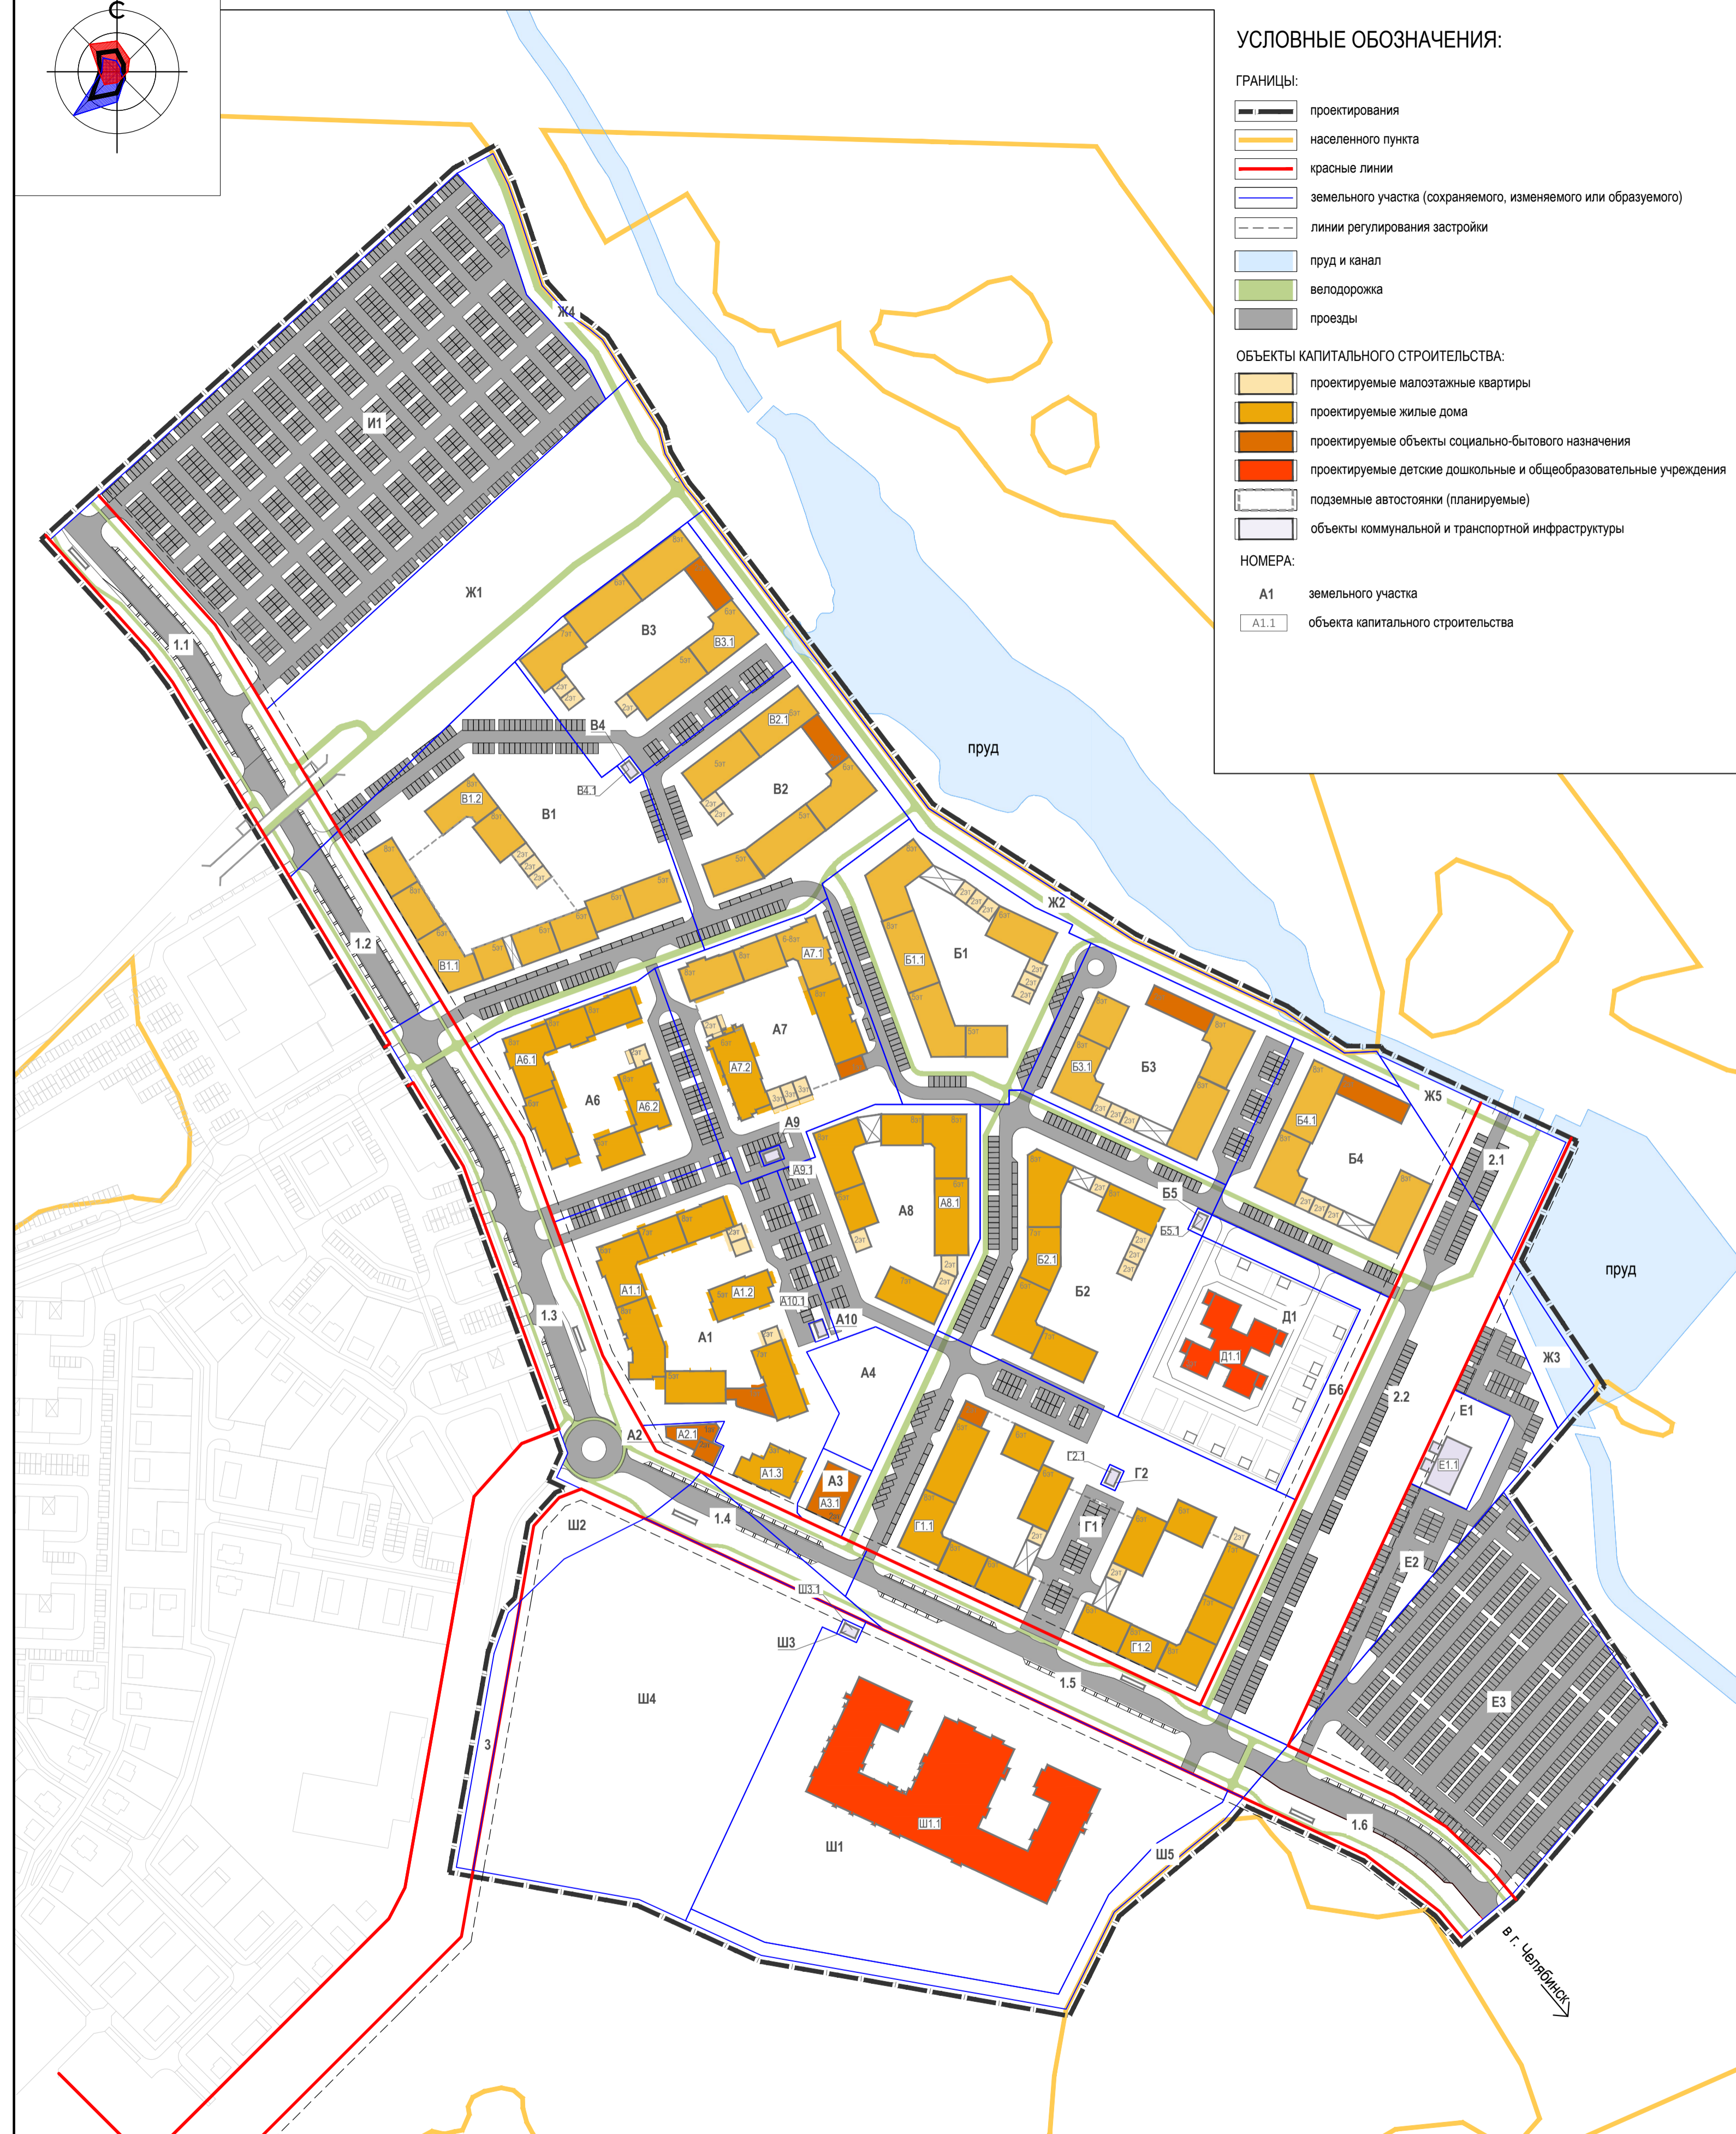 С
УСЛОВНЫЕ ОБОЗНАЧЕНИЯ:
ГРАНИЦЫ:
проектирования
населенного пункта
красные линии
земельного участка (сохраняемого, изменяемого или образуемого)
линии регулирования застройки
пруд и канал
велодорожка
проезды
ОБЪЕКТЫ КАПИТАЛЬНОГО СТРОИТЕЛЬСТВА:
проектируемые малоэтажные квартиры
проектируемые жилые дома
проектируемые объекты социально-бытового назначения
проектируемые детские дошкольные и общеобразовательные учреждения
подземные автостоянки (планируемые)
объекты коммунальной и транспортной инфраструктуры
НОМЕРА:
А1 земельного участка
А1.1 объекта капитального строительства
Ж4
И1
Ж1
1.1
В3
В3.1
В4
В4.1
В2.1
В2
В1.2
В1
В1.1
1.2
пруд
Ж2
Б1
Б1.1
А7.1
6-8эт
А7
А7.2
А6.1
А6
А6.2
А9
А9.1
Б3
Б3.1
Ж5
Б4.1
Б4
2.1
А8
А8.1
Б5
Б5.1
Б2.1
Б2
пруд
А1.1
А1.2
А10.1
А10
А1
1.3
Д1
Д1.1
Б6
2.2
Ж3
А4
Е1
Е1.1
А2
А2.1
А1.3
А3
А3.1
Г2.1
Г2
Г1.1
Г1
Г1.2
1.4
Ш2
Е2
Ш3.1
Ш3
1.5
Ш4
Е3
3
Ш1.1
Ш1
Ш5
1.6
в г. Челябинск